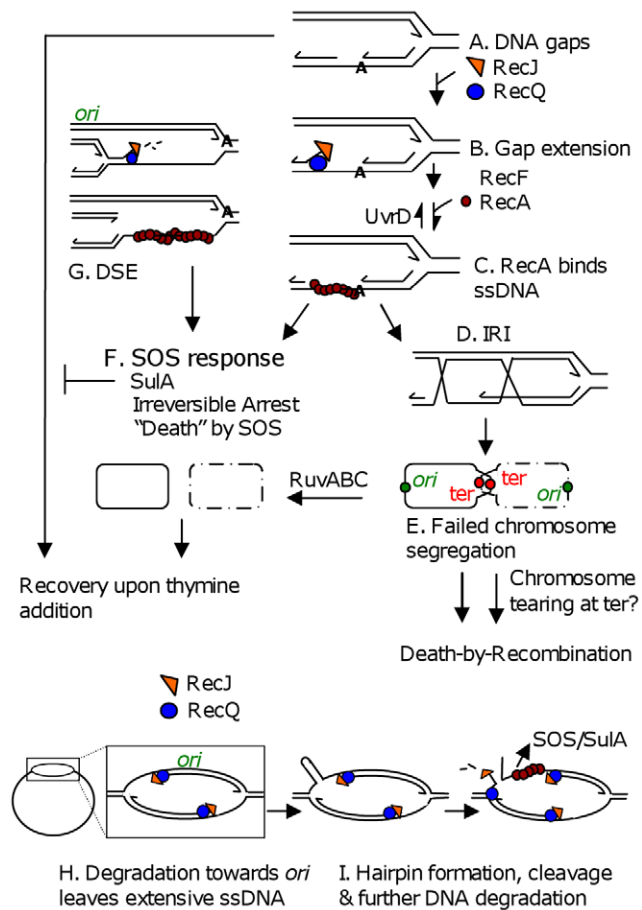 A. DNA gaps
A
RecJ
RecQ
ori
A
B. Gap extension
A
RecF
RecA
UvrD
A
G. DSE
C. RecA binds
ssDNA
A
D. IRI
F. SOS response
SulA
Irreversible Arrest
"Death" by SOS
RuvABC
ori
ter
ter
ori
E. Failed chromosome
segregation
Recovery upon thymine
addition
Chromosome
tearing at ter?
Death-by-Recombination
RecJ
RecQ
SOS/SulA
ori
H. Degradation towards ori
leaves extensive ssDNA
I. Hairpin formation, cleavage
& further DNA degradation